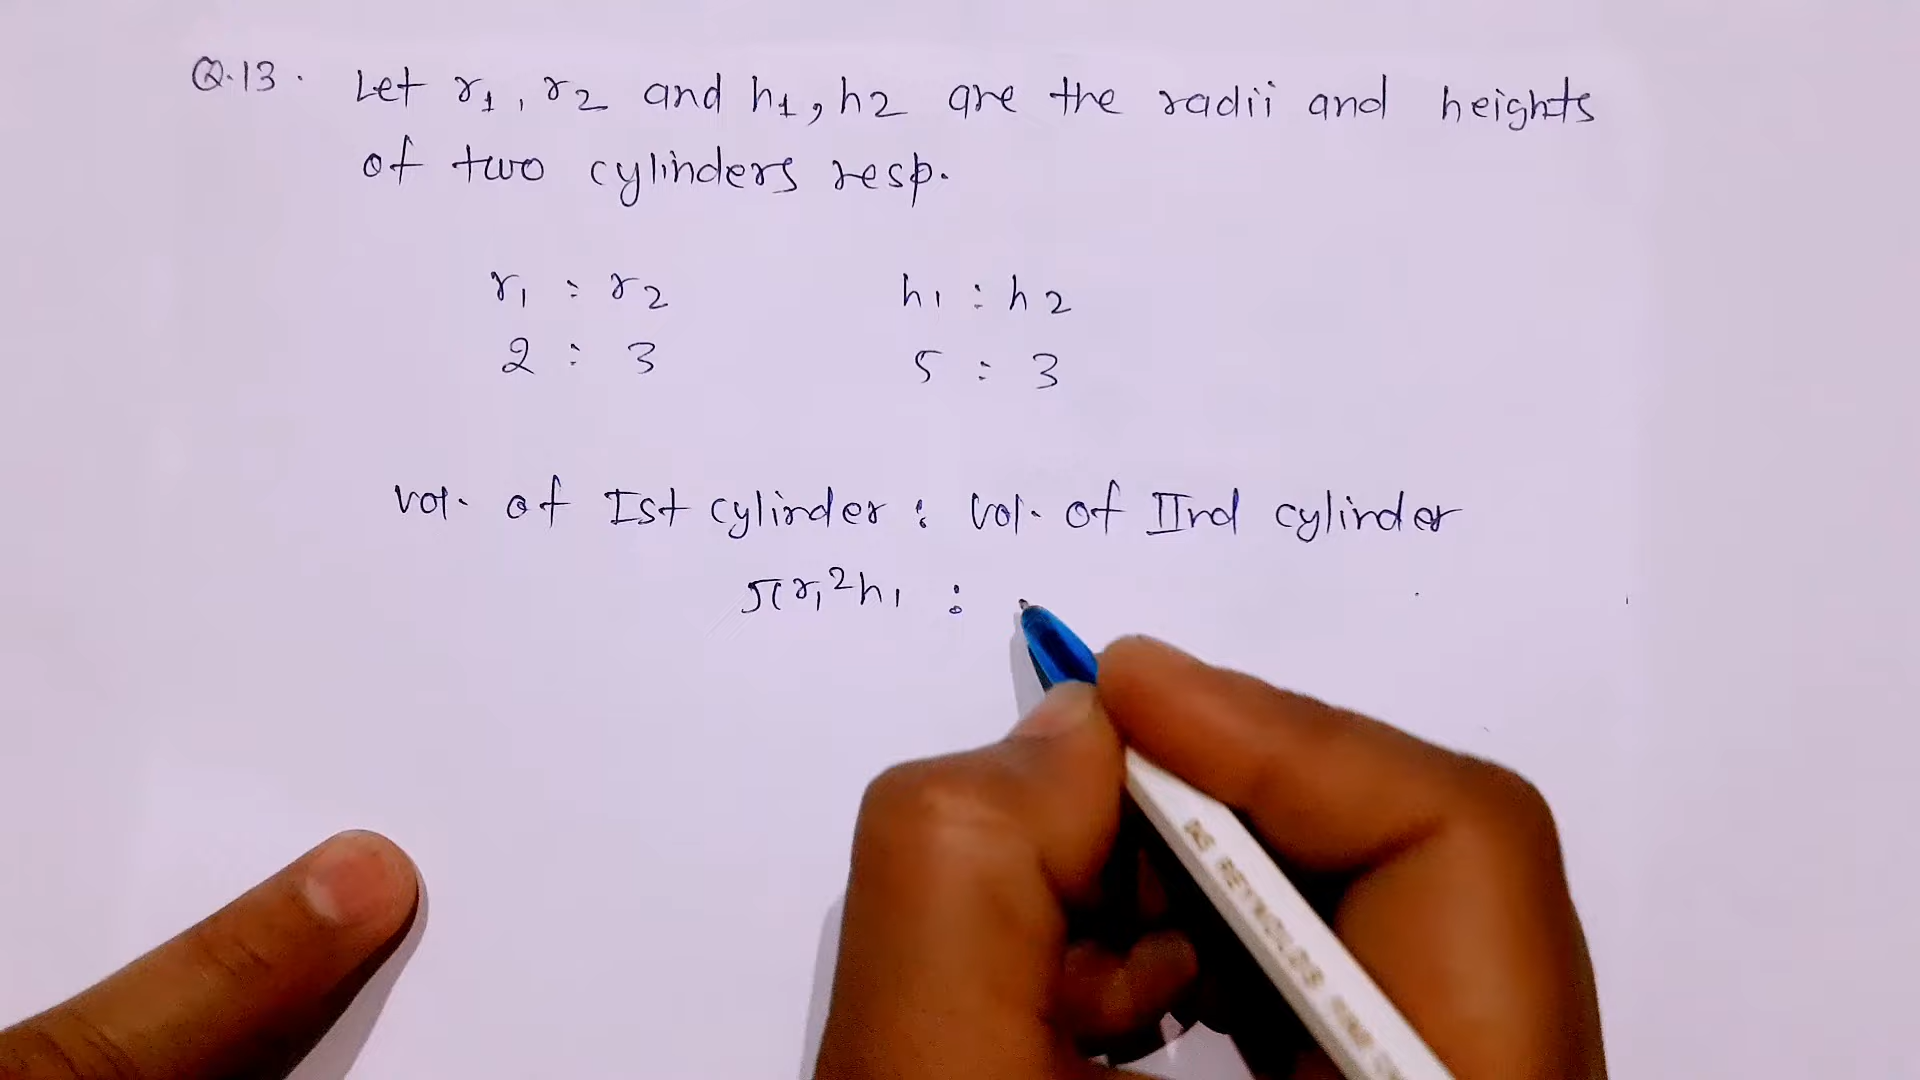 Q.13. Let r1, r2 and h1, h2 are the radii and heights
of two cylinders resp.
r1 : r2 h1 : h2
2 : 3 5 : 3
vol. of Ist cylinder : vol. of IInd cylinder
πr1²h1 :
REYNOLDS